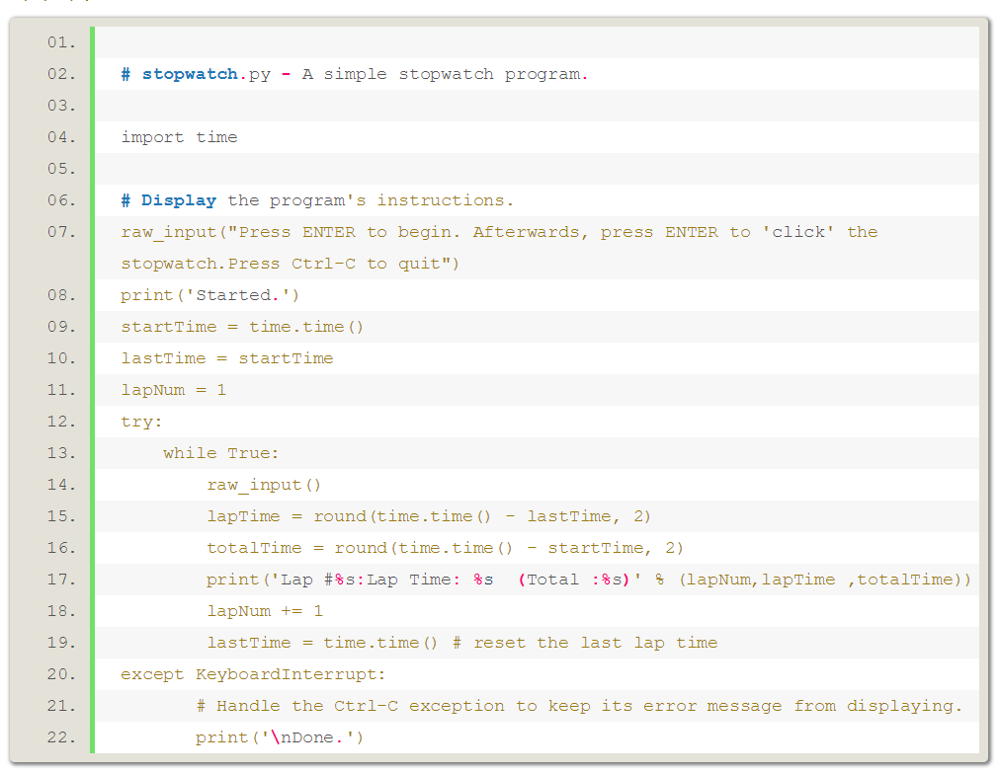 01.
02. # stopwatch.py - A simple stopwatch program.
03.
04. import time
05.
06. # Display the program's instructions.
07. raw_input("Press ENTER to begin. Afterwards, press ENTER to 'click' the
stopwatch.Press Ctrl-C to quit")
08. print('Started.')
09. startTime = time.time()
10. lastTime = startTime
11. lapNum = 1
12. try:
13.     while True:
14.         raw_input()
15.         lapTime = round(time.time() - lastTime, 2)
16.         totalTime = round(time.time() - startTime, 2)
17.         print('Lap #%s:Lap Time: %s  (Total :%s)' % (lapNum,lapTime ,totalTime))
18.         lapNum += 1
19.         lastTime = time.time() # reset the last lap time
20. except KeyboardInterrupt:
21.        # Handle the Ctrl-C exception to keep its error message from displaying.
22.        print('\nDone.')